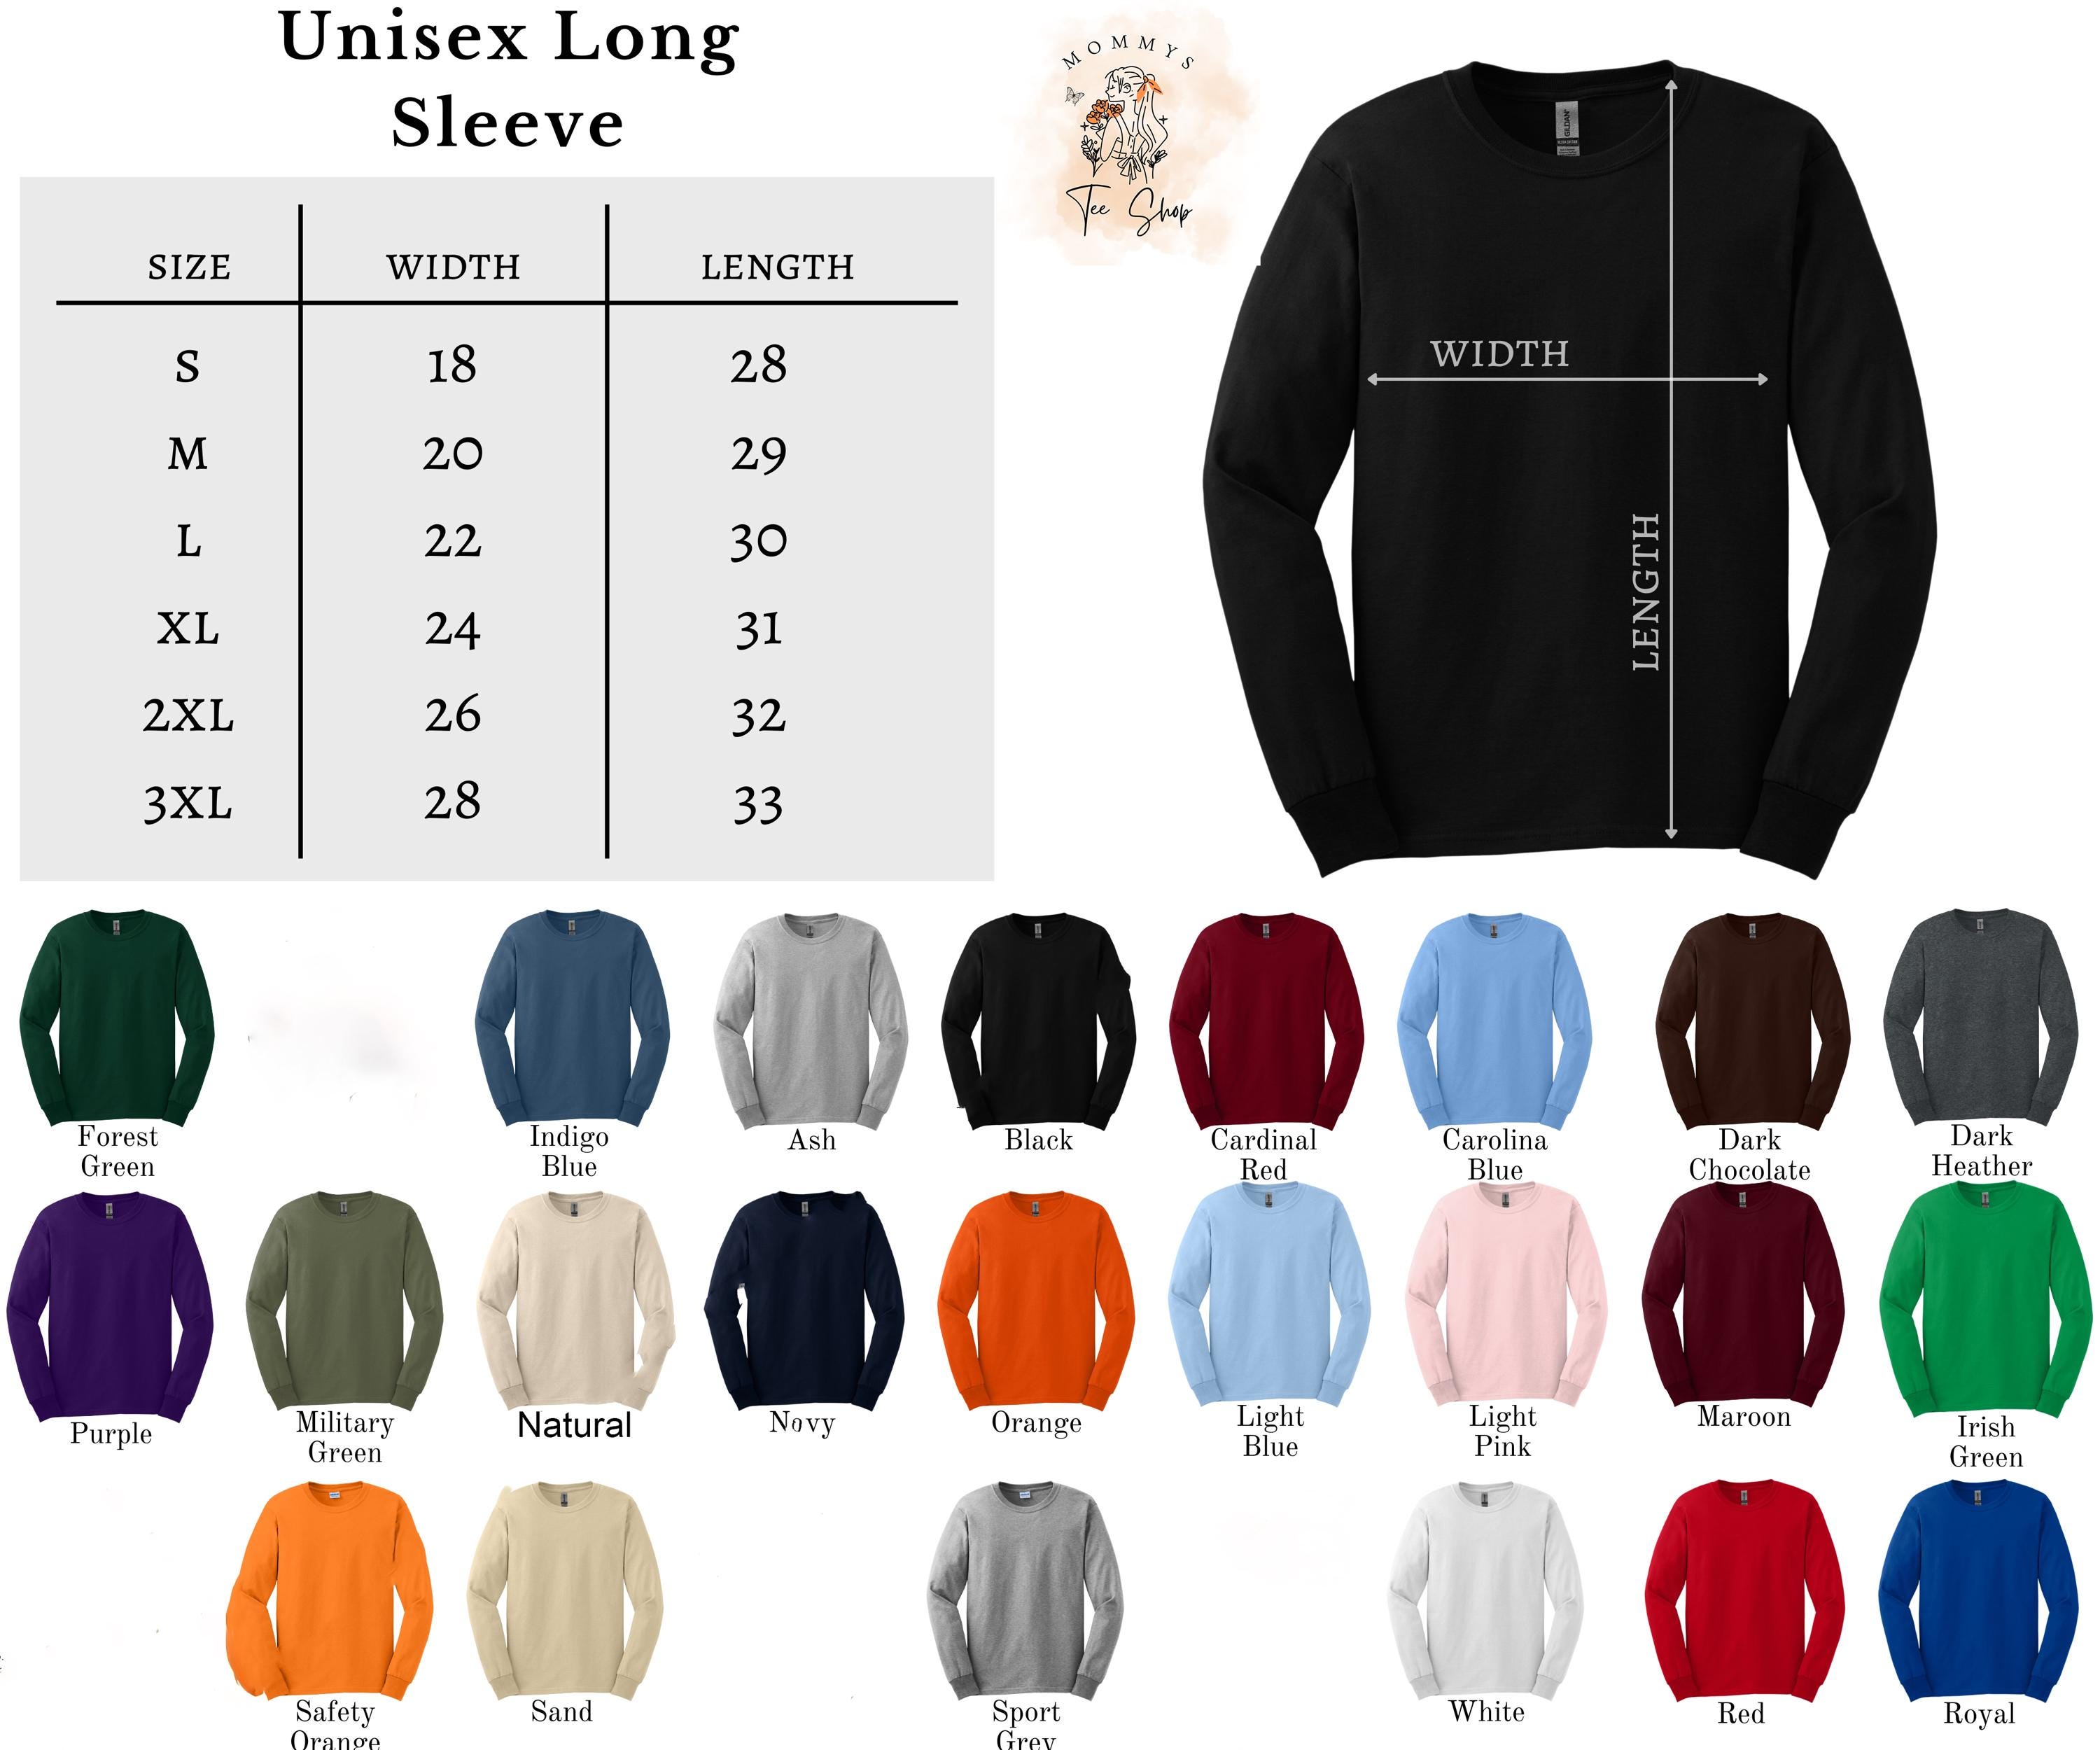 Unisex Long
Sleeve
MOMMYS
Tee Shop
GILDAN
SIZE WIDTH LENGTH
S 18 28
M 20 29
L 22 30
XL 24 31
2XL 26 32
3XL 28 33
WIDTH
LENGTH
Forest
Green
Indigo
Blue
Ash
Black
Cardinal
Red
Carolina
Blue
Dark
Chocolate
Dark
Heather
Purple
Military
Green
Natural
Navy
Orange
Light
Blue
Light
Pink
Maroon
Irish
Green
Safety
Orange
Sand
Sport
Grey
White
Red
Royal